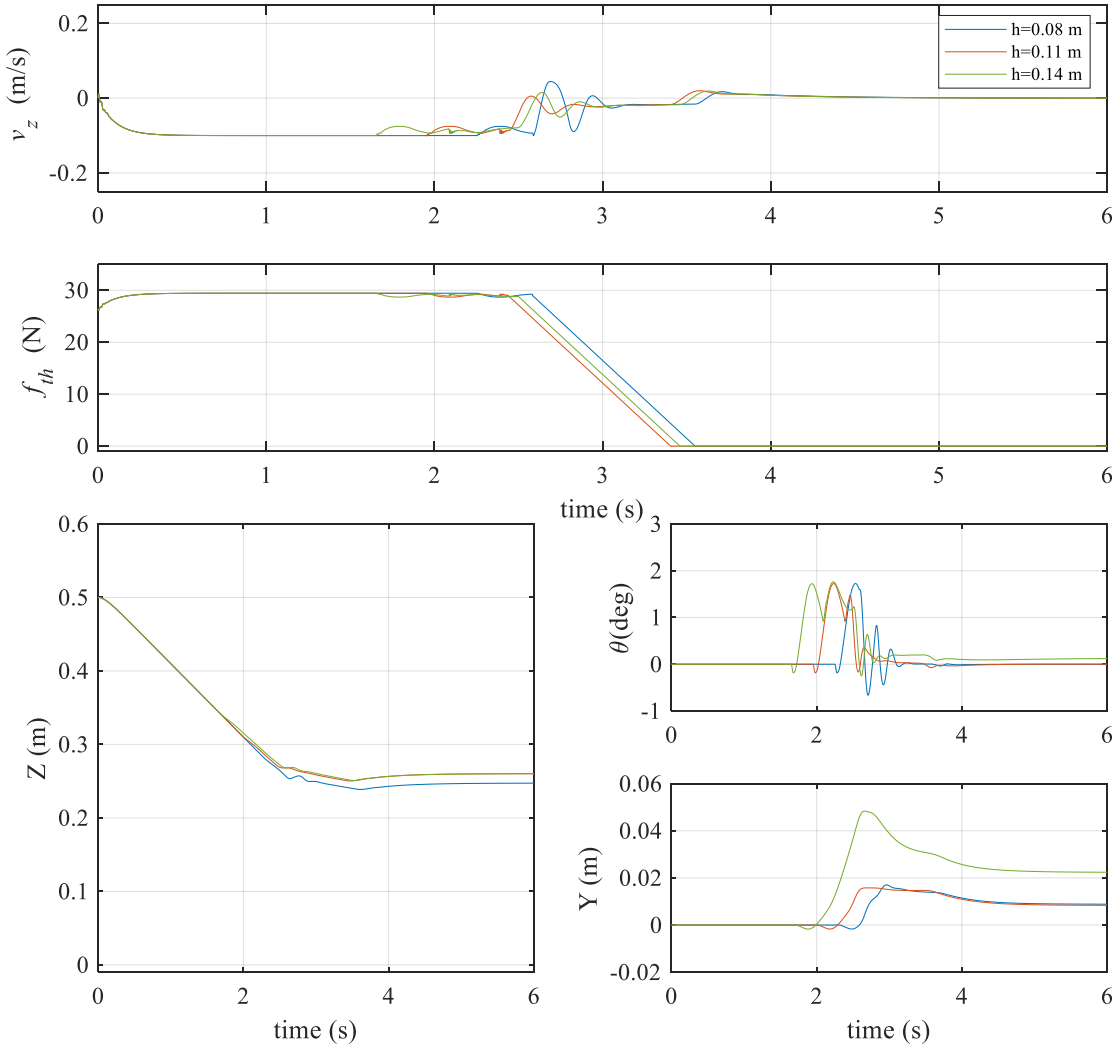 0.2
0
-0.2
v_z (m/s)
h=0.08 m
h=0.11 m
h=0.14 m
0 1 2 3 4 5 6
30
20
10
0
f_th (N)
0 1 2 3 4 5 6
time (s)
0.6
0.5
0.4
0.3
0.2
0.1
0
Z (m)
0 2 4 6
time (s)
3
2
1
0
-1
θ(deg)
0 2 4 6
0.06
0.04
0.02
0
-0.02
Y (m)
0 2 4 6
time (s)